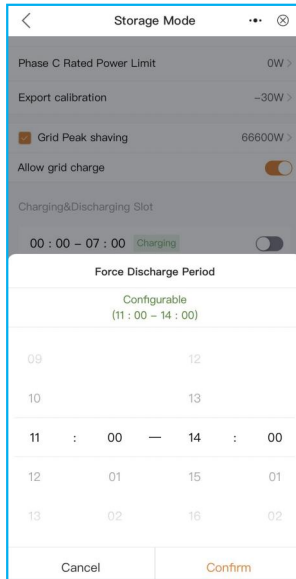 Storage Mode
Phase C Rated Power Limit 0W
Export calibration -30W
Grid Peak shaving 66600W
Allow grid charge
Charging&Discharging Slot
00 : 00 – 07 : 00 Charging
Force Discharge Period
Configurable
(11 : 00 – 14 : 00)
09 12
10 13
11 : 00 — 14 : 00
12 01 15 01
13 02 16 02
Cancel Confirm